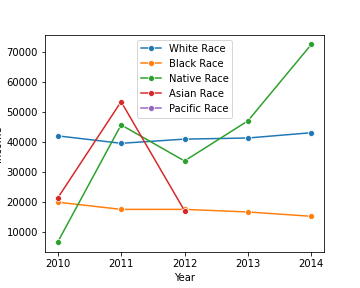 70000
60000
50000
40000
30000
20000
10000
White Race
Black Race
Native Race
Asian Race
Pacific Race
2010 2011 2012 2013 2014
Year